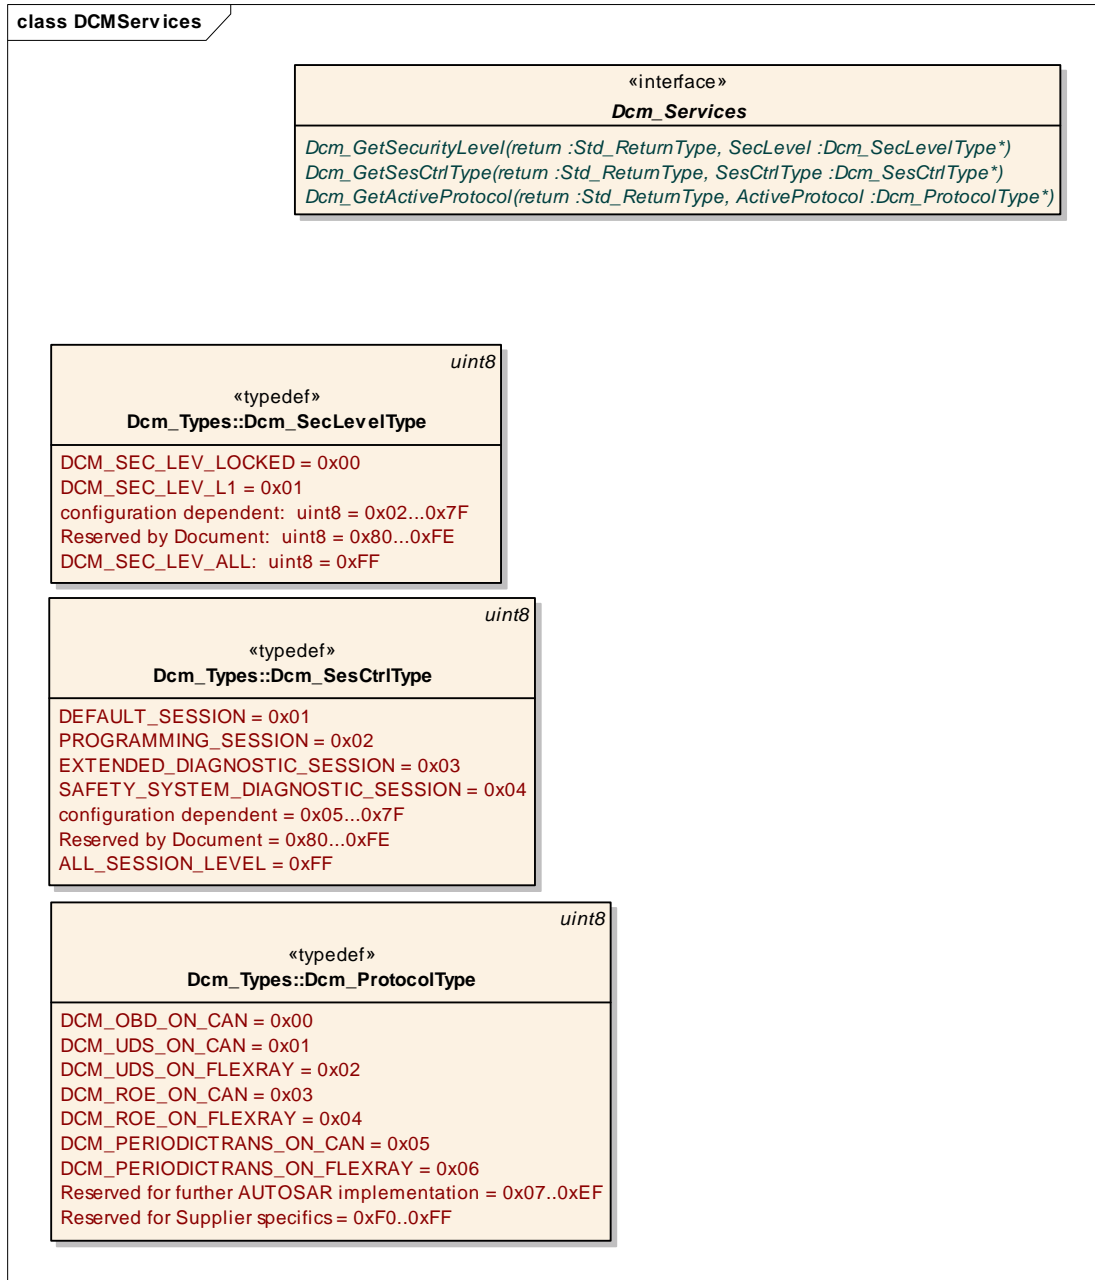 class DCMServices
«interface»
Dcm_Services
Dcm_GetSecurityLevel(return :Std_ReturnType, SecLevel :Dcm_SecLevelType*)
Dcm_GetSesCtrlType(return :Std_ReturnType, SesCtrlType :Dcm_SesCtrlType*)
Dcm_GetActiveProtocol(return :Std_ReturnType, ActiveProtocol :Dcm_ProtocolType*)
uint8
«typedef»
Dcm_Types::Dcm_SecLevelType
DCM_SEC_LEV_LOCKED = 0x00
DCM_SEC_LEV_L1 = 0x01
configuration dependent:  uint8 = 0x02...0x7F
Reserved by Document:  uint8 = 0x80...0xFE
DCM_SEC_LEV_ALL:  uint8 = 0xFF
uint8
«typedef»
Dcm_Types::Dcm_SesCtrlType
DEFAULT_SESSION = 0x01
PROGRAMMING_SESSION = 0x02
EXTENDED_DIAGNOSTIC_SESSION = 0x03
SAFETY_SYSTEM_DIAGNOSTIC_SESSION = 0x04
configuration dependent = 0x05...0x7F
Reserved by Document = 0x80...0xFE
ALL_SESSION_LEVEL = 0xFF
uint8
«typedef»
Dcm_Types::Dcm_ProtocolType
DCM_OBD_ON_CAN = 0x00
DCM_UDS_ON_CAN = 0x01
DCM_UDS_ON_FLEXRAY = 0x02
DCM_ROE_ON_CAN = 0x03
DCM_ROE_ON_FLEXRAY = 0x04
DCM_PERIODICTRANS_ON_CAN = 0x05
DCM_PERIODICTRANS_ON_FLEXRAY = 0x06
Reserved for further AUTOSAR implementation = 0x07..0xEF
Reserved for Supplier specifics = 0xF0..0xFF